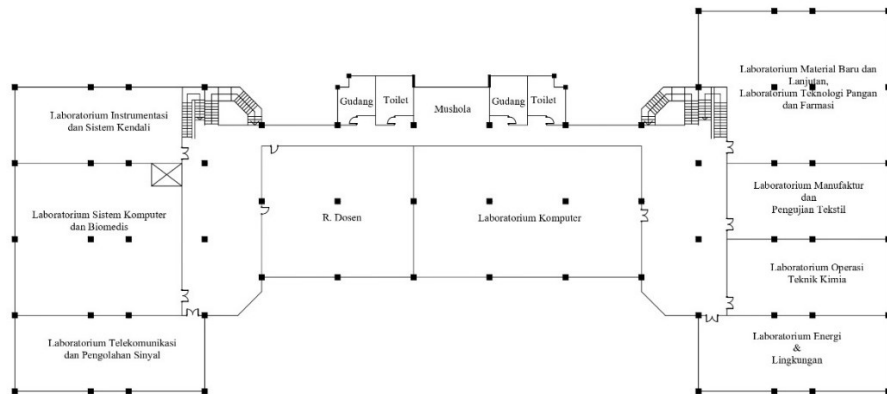 Laboratorium Instrumentasi
dan Sistem Kendali
Laboratorium Sistem Komputer
dan Biomedis
Laboratorium Telekomunikasi
dan Pengolahan Sinyal
Gudang
Toilet
Mushola
Gudang
Toilet
R. Dosen
Laboratorium Komputer
Laboratorium Material Baru dan
Lanjutan,
Laboratorium Teknologi Pangan
dan Farmasi
Laboratorium Manufaktur
dan
Pengujian Tekstil
Laboratorium Operasi
Teknik Kimia
Laboratorium Energi
&
Lingkungan